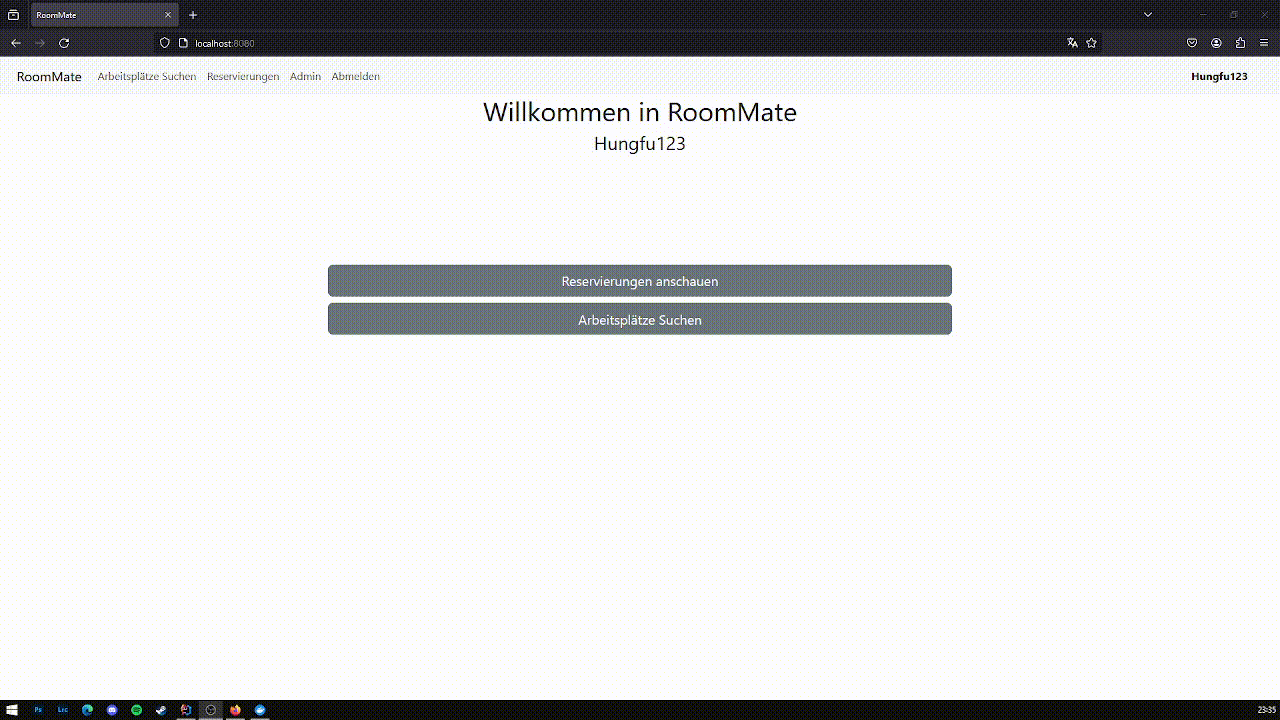 RoomMate
localhost:8080
RoomMate Arbeitsplätze Suchen Reservierungen Admin Abmelden Hungfu123
Willkommen in RoomMate
Hungfu123
Reservierungen anschauen
Arbeitsplätze Suchen
Ps Lrc 23:35